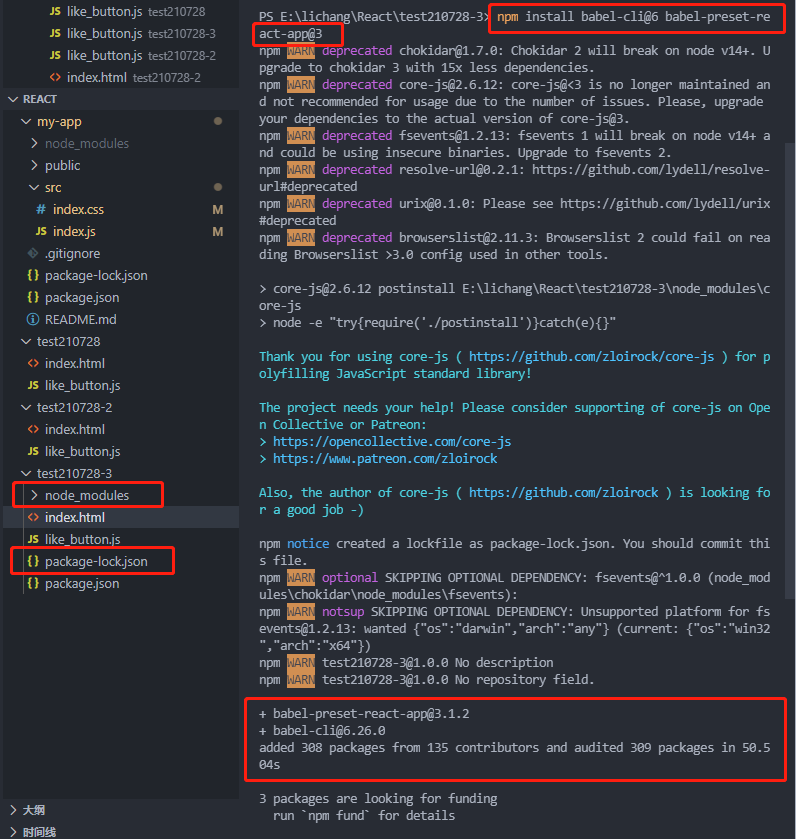 JS like_button.js test210728
JS like_button.js test210728-3
JS like_button.js test210728-2
<> index.html test210728-2
REACT
my-app
node_modules
public
src
# index.css M
JS index.js M
.gitignore
{} package-lock.json
{} package.json
README.md
test210728
<> index.html
JS like_button.js
test210728-2
<> index.html
JS like_button.js
test210728-3
node_modules
<> index.html
JS like_button.js
{} package-lock.json
{} package.json
大纲
时间线
PS E:\lichang\React\test210728-3> npm install babel-cli@6 babel-preset-re
act-app@3
npm WARN deprecated chokidar@1.7.0: Chokidar 2 will break on node v14+. U
pgrade to chokidar 3 with 15x less dependencies.
npm WARN deprecated core-js@2.6.12: core-js@<3 is no longer maintained an
d not recommended for usage due to the number of issues. Please, upgrade
your dependencies to the actual version of core-js@3.
npm WARN deprecated fsevents@1.2.13: fsevents 1 will break on node v14+ a
nd could be using insecure binaries. Upgrade to fsevents 2.
npm WARN deprecated resolve-url@0.2.1: https://github.com/lydell/resolve-
url#deprecated
npm WARN deprecated urix@0.1.0: Please see https://github.com/lydell/urix
#deprecated
npm WARN deprecated browserslist@2.11.3: Browserslist 2 could fail on rea
ding Browserslist >3.0 config used in other tools.
> core-js@2.6.12 postinstall E:\lichang\React\test210728-3\node_modules\c
ore-js
> node -e "try{require('./postinstall')}catch(e){}"
Thank you for using core-js ( https://github.com/zloirock/core-js ) for p
olyfilling JavaScript standard library!
The project needs your help! Please consider supporting of core-js on Ope
n Collective or Patreon:
> https://opencollective.com/core-js
> https://www.patreon.com/zloirock
Also, the author of core-js ( https://github.com/zloirock ) is looking fo
r a good job -)
npm notice created a lockfile as package-lock.json. You should commit thi
s file.
npm WARN optional SKIPPING OPTIONAL DEPENDENCY: fsevents@^1.0.0 (node_mod
ules\chokidar\node_modules\fsevents):
npm WARN notsup SKIPPING OPTIONAL DEPENDENCY: Unsupported platform for fs
events@1.2.13: wanted {"os":"darwin","arch":"any"} (current: {"os":"win32
","arch":"x64"})
npm WARN test210728-3@1.0.0 No description
npm WARN test210728-3@1.0.0 No repository field.
+ babel-preset-react-app@3.1.2
+ babel-cli@6.26.0
added 308 packages from 135 contributors and audited 309 packages in 50.5
04s
3 packages are looking for funding
run `npm fund` for details